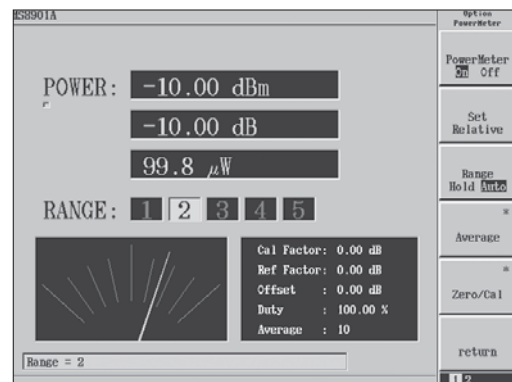 MS8901A
POWER: -10.00 dBm
-10.00 dB
99.8 μW
RANGE: 1 2 3 4 5
Cal Factor: 0.00 dB
Ref Factor: 0.00 dB
Offset : 0.00 dB
Duty : 100.00 %
Average : 10
Range = 2
Option
PowerMeter
PowerMeter
On Off
Set
Relative
Range
Hold Auto
*
Average
*
Zero/Cal
return
1 2